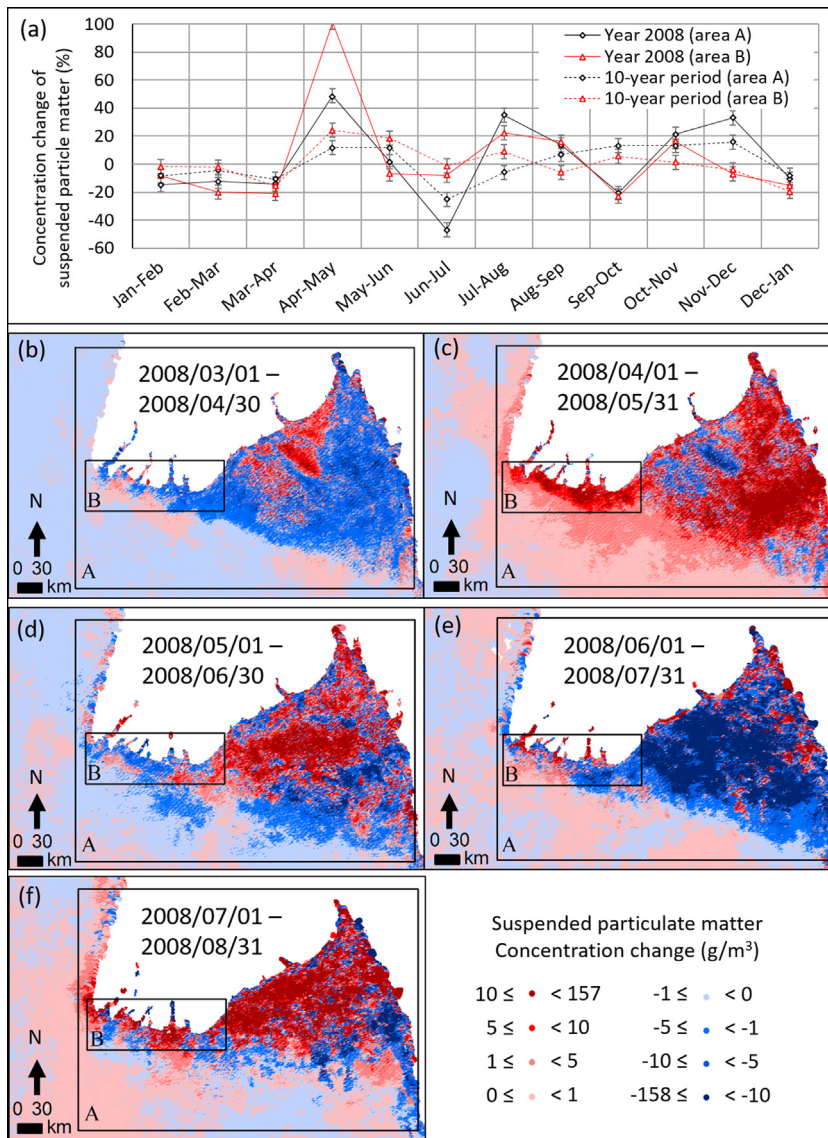 (a)
Concentration change of
suspended particle matter (%)
100
80
60
40
20
0
-20
-40
-60
Year 2008 (area A)
Year 2008 (area B)
10-year period (area A)
10-year period (area B)
Jan-Feb
Feb-Mar
Mar-Apr
Apr-May
May-Jun
Jun-Jul
Jul-Aug
Aug-Sep
Sep-Oct
Oct-Nov
Nov-Dec
Dec-Jan
(b)
2008/03/01 –
2008/04/30
B
N
0 30
km
A
(c)
2008/04/01 –
2008/05/31
B
N
0 30
km
A
(d)
2008/05/01 –
2008/06/30
B
N
0 30
km
A
(e)
2008/06/01 –
2008/07/31
B
N
0 30
km
A
(f)
2008/07/01 –
2008/08/31
B
N
0 30
km
A
Suspended particulate matter
Concentration change (g/m³)
10 ≤ < 157 -1 ≤ < 0
5 ≤ < 10 -5 ≤ < -1
1 ≤ < 5 -10 ≤ < -5
0 ≤ < 1 -158 ≤ < -10